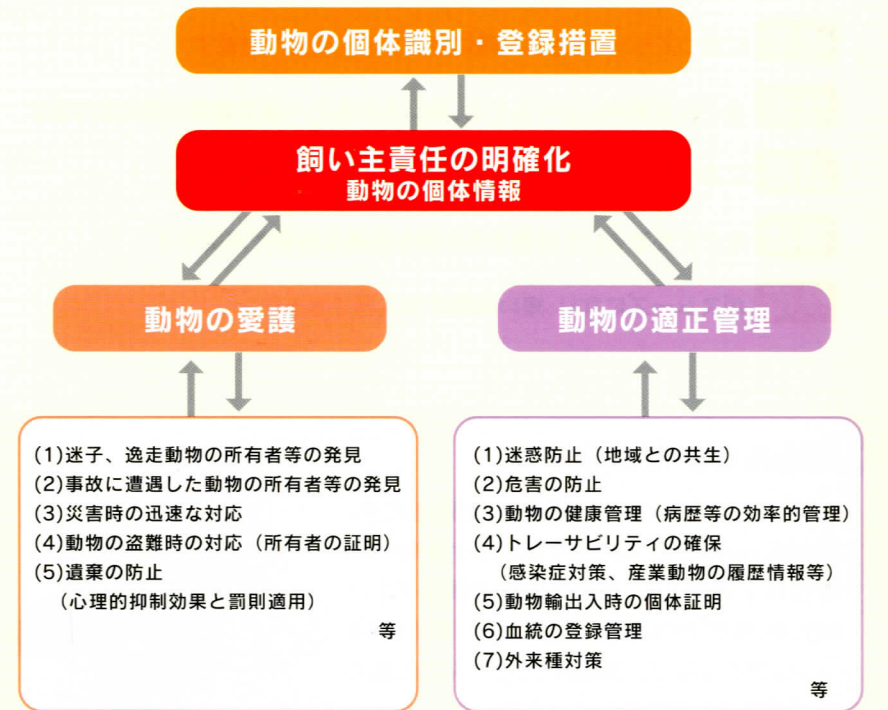 動物の個体識別・登録措置
飼い主責任の明確化
動物の個体情報
動物の愛護
動物の適正管理
(1)迷子、逸走動物の所有者等の発見
(2)事故に遭遇した動物の所有者等の発見
(3)災害時の迅速な対応
(4)動物の盗難時の対応（所有者の証明）
(5)遺棄の防止
（心理的抑制効果と罰則適用）
等
(1)迷惑防止（地域との共生）
(2)危害の防止
(3)動物の健康管理（病歴等の効率的管理）
(4)トレーサビリティの確保
（感染症対策、産業動物の履歴情報等）
(5)動物輸出入時の個体証明
(6)血統の登録管理
(7)外来種対策
等